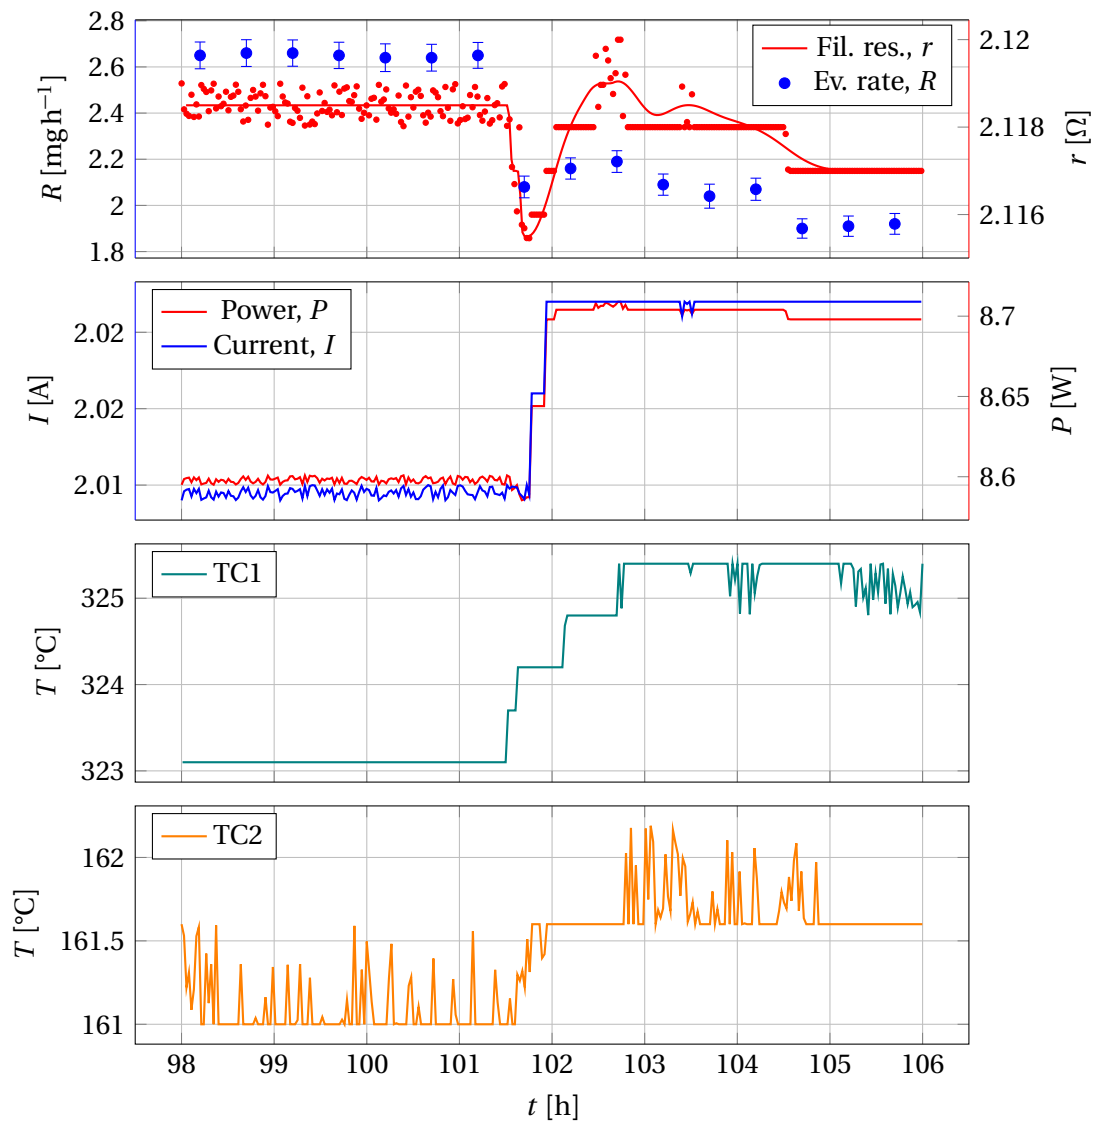 2.8
2.6
2.4
2.2
2
1.8
R [mg h⁻¹]
Fil. res., r
Ev. rate, R
2.12
2.118
2.116
r [Ω]
Power, P
Current, I
2.02
2.02
2.01
I [A]
8.7
8.65
8.6
P [W]
TC1
325
324
323
T [°C]
TC2
162
161.5
161
T [°C]
98 99 100 101 102 103 104 105 106
t [h]